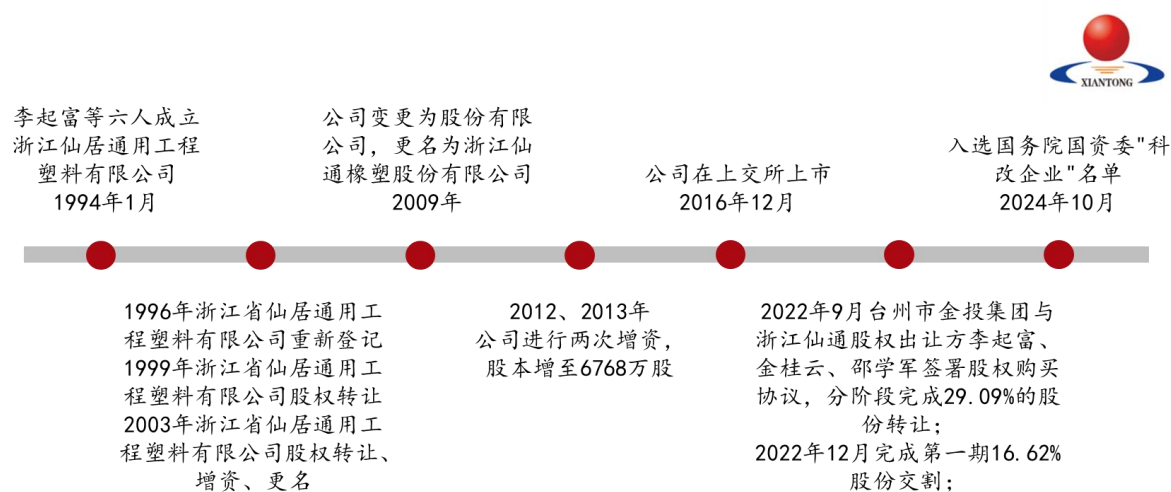 XIANTONG
李起富等六人成立
浙江仙居通用工程
塑料有限公司
1994年1月
公司变更为股份有限
公司，更名为浙江仙
通橡塑股份有限公司
2009年
公司在上交所上市
2016年12月
入选国务院国资委"科
改企业"名单
2024年10月
1996年浙江省仙居通用工
程塑料有限公司重新登记
1999年浙江省仙居通用工
程塑料有限公司股权转让
2003年浙江省仙居通用工
程塑料有限公司股权转让、
增资、更名
2012、2013年
公司进行两次增资，
股本增至6768万股
2022年9月台州市金投集团与
浙江仙通股权出让方李起富、
金桂云、邵学军签署股权购买
协议，分阶段完成29.09%的股
份转让；
2022年12月完成第一期16.62%
股份交割；